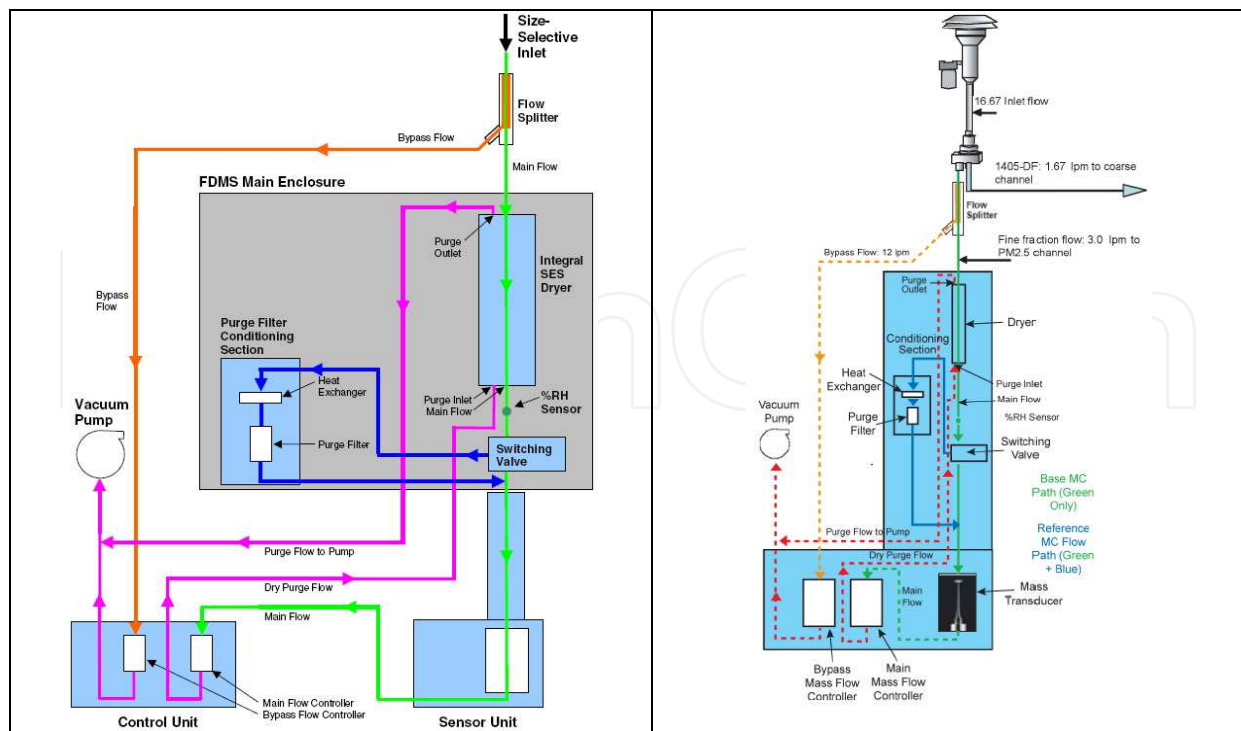 Size-
Selective
Inlet
Flow
Splitter
Bypass Flow
Main Flow
FDMS Main Enclosure
Purge
Outlet
Integral
SES
Dryer
Bypass
Flow
Purge Filter
Conditioning
Section
Heat
Exchanger
Purge Inlet
Main Flow
%RH
Sensor
Vacuum
Pump
Purge Filter
Switching
Valve
Purge Flow to Pump
Dry Purge Flow
Main Flow
Main Flow Controller
Bypass Flow Controller
Control Unit
Sensor Unit
16.67 Inlet flow
1405-DF: 1.67 lpm to coarse
channel
Flow
Splitter
Bypass Flow: 12 lpm
Fine fraction flow: 3.0 lpm to
PM2.5 channel
Purge
Outlet
Dryer
Conditioning
Section
Heat
Exchanger
Purge Inlet
Main Flow
Vacuum
Pump
Purge
Filter
%RH Sensor
Switching
Valve
Base MC
Path (Green
Only)
Reference
MC Flow
Path (Green
+ Blue)
Purge Flow to Pump
Dry Purge Flow
Main
Flow
Mass
Transducer
Bypass
Mass Flow
Controller
Main
Mass Flow
Controller